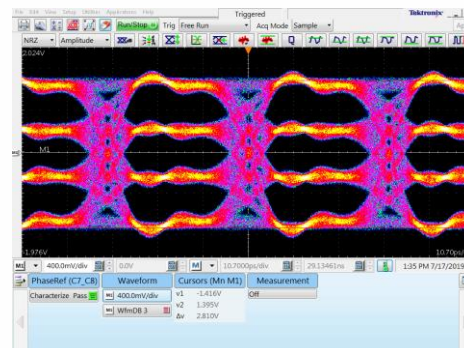 File Edit View Setup Utilities Applications Help
Triggered
Tektronix
Run/Stop
Trig
Free Run
Acq Mode
Sample
NRZ
Amplitude
2.024V
M1
-1.976V
10.70ps
M1
400.0mV/div
0.0V
M
10.7000ps/div
29.13461ns
1:35 PM 7/17/2019
PhaseRef (C7_C8)
Waveform
Cursors (Mn M1)
Measurement
Characterize Pass
M1 400.0mV/div
v1 -1.416V
Off
M1 WfmDB 3
v2 1.395V
Δv 2.810V